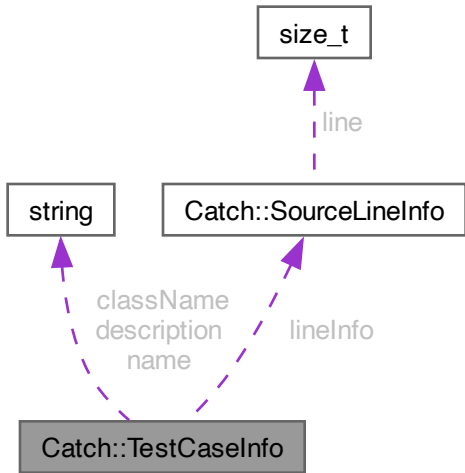 size_t
line
string
Catch::SourceLineInfo
className
description
name
lineInfo
Catch::TestCaseInfo